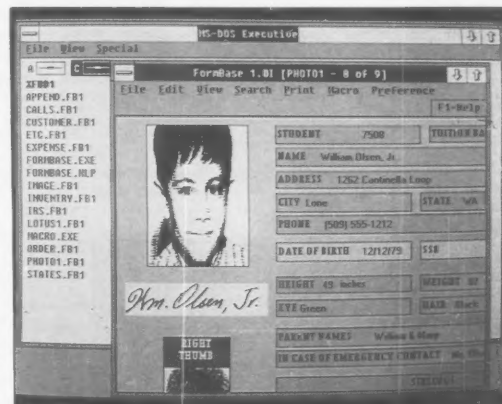 MS-DOS Executive
File View Special
A C
XFBD1
APPEND.FB1
CALLS.FB1
CUSTOMER.FB1
ETC.FB1
EXPENSE.FB1
FORMBASE.EXE
FORMBASE.HLP
IMAGE.FB1
INVENTRY.FB1
IRS.FB1
LOTUS1.FB1
MACRO.EXE
ORDER.FB1
PHOTO1.FB1
STATES.FB1
FormBase 1.0I [PHOTO1 - 8 of 9]
File Edit View Search Print Macro Preference
F1=Help
STUDENT 7508 TUITION
NAME William Olsen, Jr.
ADDRESS 1262 Loop
CITY Lone STATE WA
PHONE (509) 555-1212
DATE OF BIRTH 12/12/79 SS#
HEIGHT 49 inches WEIGHT
EYE Green HAIR Black
PARENT NAMES William & Mary
IN CASE OF EMERGENCY CONTACT
Wm. Olsen, Jr.
RIGHT
THUMB